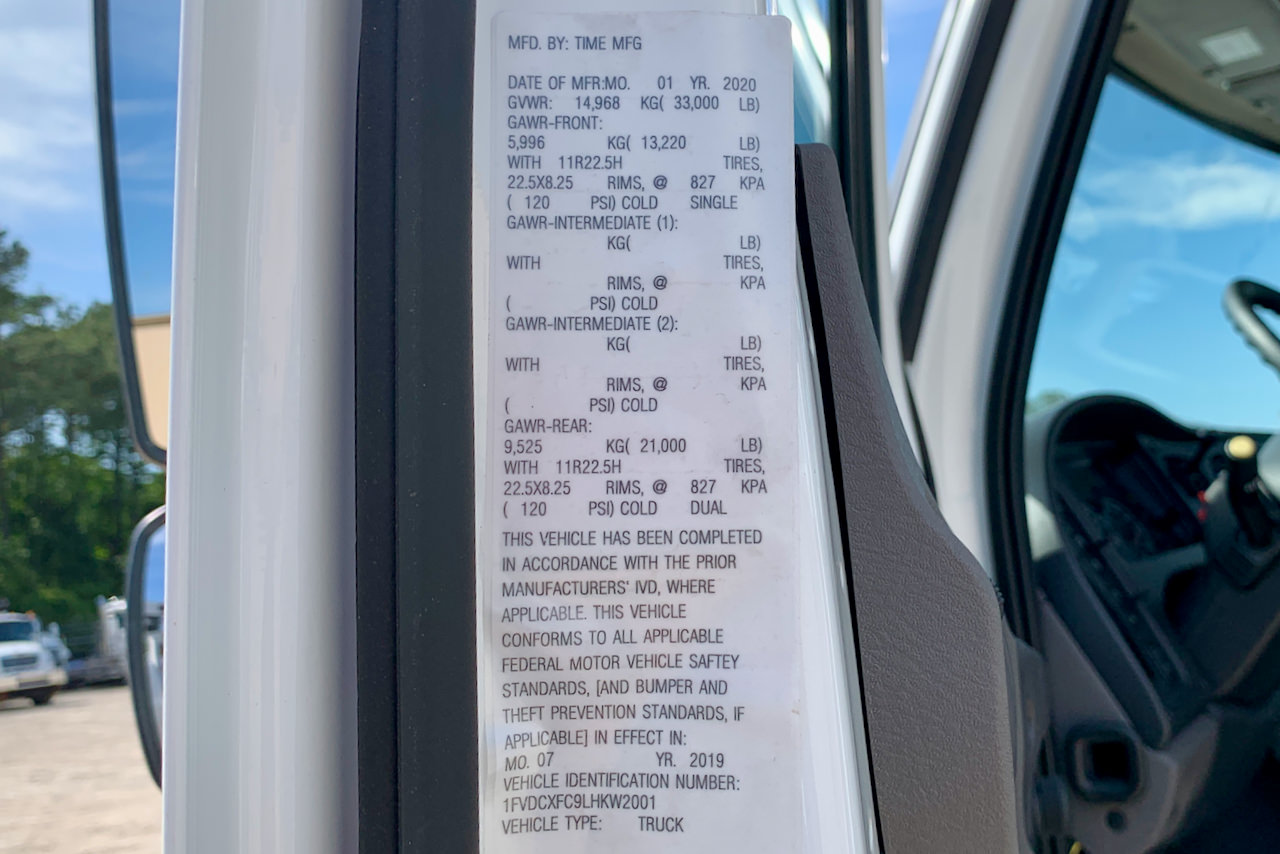 MFD. BY: TIME MFG
DATE OF MFR:MO. 01 YR. 2020
GVWR: 14,968 KG( 33,000 LB)
GAWR-FRONT:
5,996 KG( 13,220 LB)
WITH 11R22.5H TIRES,
22.5X8.25 RIMS, @ 827 KPA
( 120 PSI) COLD SINGLE
GAWR-INTERMEDIATE (1):
KG( LB)
WITH TIRES,
RIMS, @ KPA
( PSI) COLD
GAWR-INTERMEDIATE (2):
KG( LB)
WITH TIRES,
RIMS, @ KPA
( PSI) COLD
GAWR-REAR:
9,525 KG( 21,000 LB)
WITH 11R22.5H TIRES,
22.5X8.25 RIMS, @ 827 KPA
( 120 PSI) COLD DUAL
THIS VEHICLE HAS BEEN COMPLETED
IN ACCORDANCE WITH THE PRIOR
MANUFACTURERS' IVD, WHERE
APPLICABLE. THIS VEHICLE
CONFORMS TO ALL APPLICABLE
FEDERAL MOTOR VEHICLE SAFTEY
STANDARDS, [AND BUMPER AND
THEFT PREVENTION STANDARDS, IF
APPLICABLE] IN EFFECT IN:
MO. 07 YR. 2019
VEHICLE IDENTIFICATION NUMBER:
1FVDCXFC9LHKW2001
VEHICLE TYPE: TRUCK